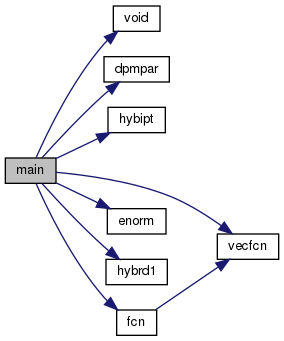 void
dpmpar
hybipt
main
enorm
vecfcn
hybrd1
fcn